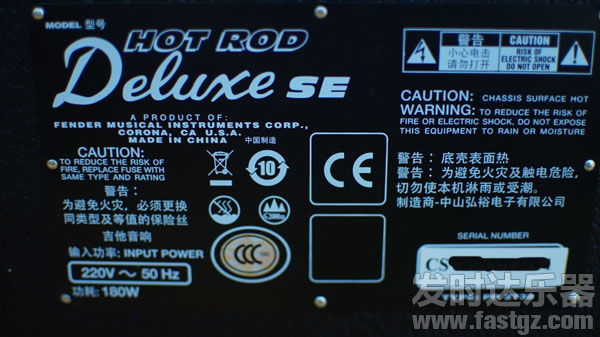 MODEL 型号
HOT ROD
Deluxe SE
A PRODUCT OF:
FENDER MUSICAL INSTRUMENTS CORP.,
CORONA, CA U.S.A.
MADE IN CHINA 中国制造
CAUTION:
TO REDUCE THE RISK OF
FIRE, REPLACE FUSE WITH
SAME TYPE AND RATING
警告:
为避免火灾, 必须更换
同类型及等值的保险丝
吉他音响
输入功率: INPUT POWER
220V ~ 50 Hz
功耗: 180W
10
≤2000m
CCC
CE
警告
小心电击
请勿打开
CAUTION
RISK OF
ELECTRIC SHOCK
DO NOT OPEN
CAUTION: CHASSIS SURFACE HOT
WARNING: TO REDUCE THE RISK OF
FIRE OR ELECTRIC SHOCK, DO NOT EXPOSE
THIS EQUIPMENT TO RAIN OR MOISTURE
警告: 底壳表面热
警告: 为避免火灾及触电危险,
切勿使本机淋雨或受潮。
制造商-中山弘裕电子有限公司
SERIAL NUMBER
CS
发时达乐器
www.fastgz.com